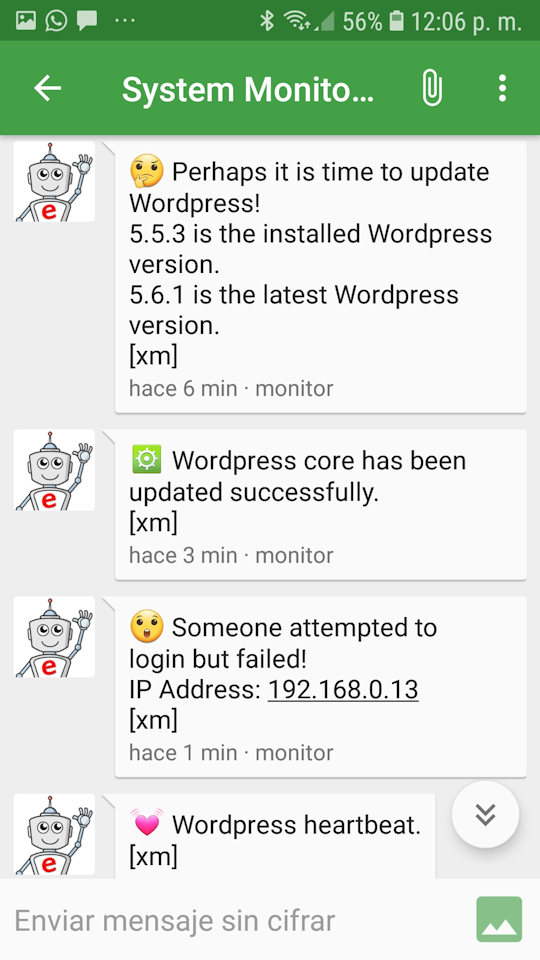 56% 12:06 p. m.
System Monito...
🤔 Perhaps it is time to update
Wordpress!
5.5.3 is the installed Wordpress
version.
5.6.1 is the latest Wordpress
version.
[xm]
hace 6 min · monitor
e
⚙ Wordpress core has been
updated successfully.
[xm]
hace 3 min · monitor
e
😲 Someone attempted to
login but failed!
IP Address: 192.168.0.13
[xm]
hace 1 min · monitor
e
💓 Wordpress heartbeat.
[xm]
e
Enviar mensaje sin cifrar